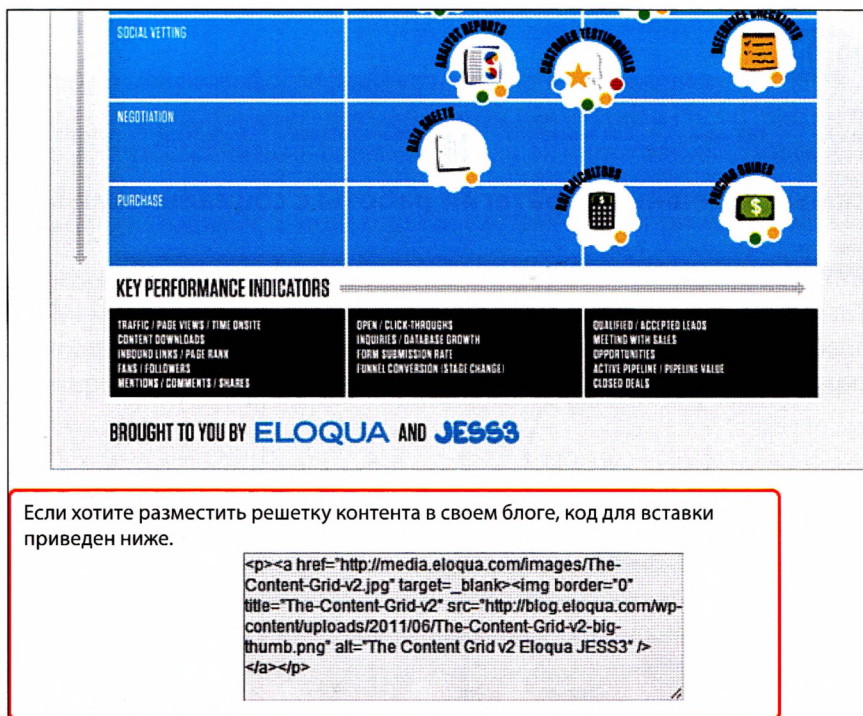 SOCIAL VETTING
ANALYST REPORTS
CUSTOMER TESTIMONIALS
REFERENCE CHECKLISTS
NEGOTIATION
DATA SHEETS
PURCHASE
ROI CALCULTORS
PRICING GUIDES
KEY PERFORMANCE INDICATORS
TRAFFIC / PAGE VIEWS / TIME ONSITE
CONTENT DOWNLOADS
INBOUND LINKS / PAGE RANK
FANS / FOLLOWERS
MENTIONS / COMMENTS / SHARES
OPEN / CLICK-THROUGHS
INQUIRIES / DATABASE GROWTH
FORM SUBMISSION RATE
FUNNEL CONVERSION (STAGE CHANGE)
QUALIFIED / ACCEPTED LEADS
MEETING WITH SALES
OPPORTUNITIES
ACTIVE PIPELINE / PIPELINE VALUE
CLOSED DEALS
BROUGHT TO YOU BY ELOQUA AND JESS3
Если хотите разместить решетку контента в своем блоге, код для вставки
приведен ниже.
<p><a href="http://media.eloqua.com/images/The-
Content-Grid-v2.jpg" target=_blank><img border="0"
title="The-Content-Grid-v2" src="http://blog.eloqua.com/wp-
content/uploads/2011/06/The-Content-Grid-v2-big-
thumb.png" alt="The Content Grid v2 Eloqua JESS3" />
</a></p>